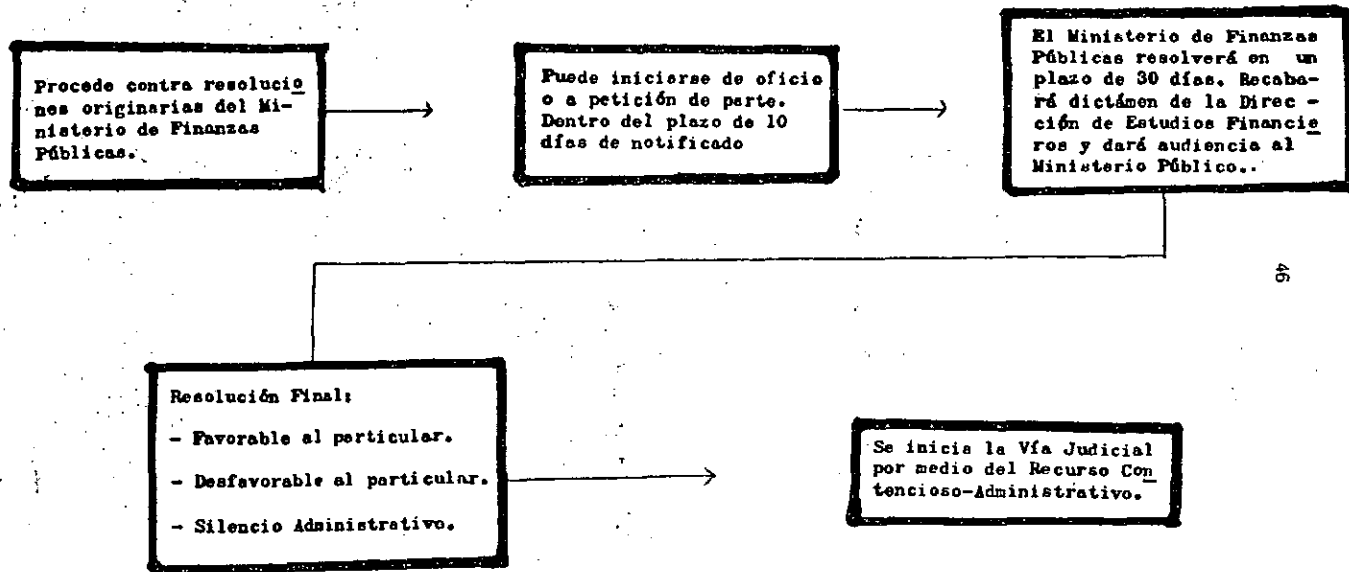 Procede contra resolucio
nes originarias del Mi-
nisterio de Finanzas
Públicas.
Puede iniciarse de oficio
o a petición de parte.
Dentro del plazo de 10
días de notificado
El Ministerio de Finanzas
Públicas resolverá en un
plazo de 30 días. Recaba-
rá dictámen de la Direc -
ción de Estudios Financie
ros y dará audiencia al
Ministerio Público..
46
Resolución Final:
- Favorable al particular.
- Desfavorable al particular.
- Silencio Administrativo.
Se inicia la Vía Judicial
por medio del Recurso Con
tencioso-Administrativo.